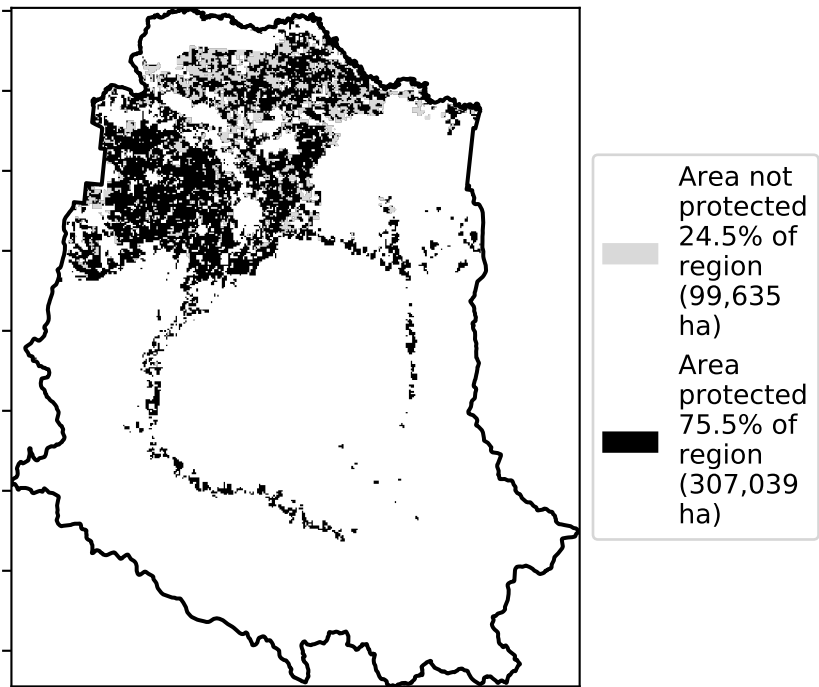 Area not
protected
24.5% of
region
(99,635
ha)
Area
protected
75.5% of
region
(307,039
ha)